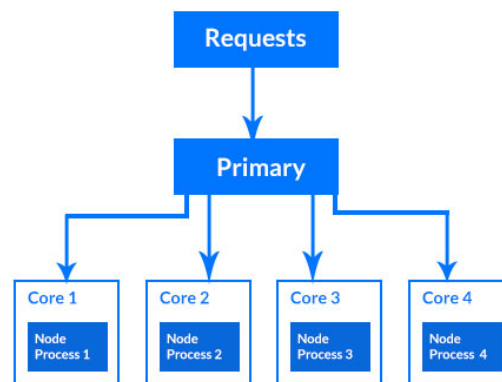 Requests
Primary
Core 1
Core 2
Core 3
Core 4
Node
Process 1
Node
Process 2
Node
Process 3
Node
Process 4